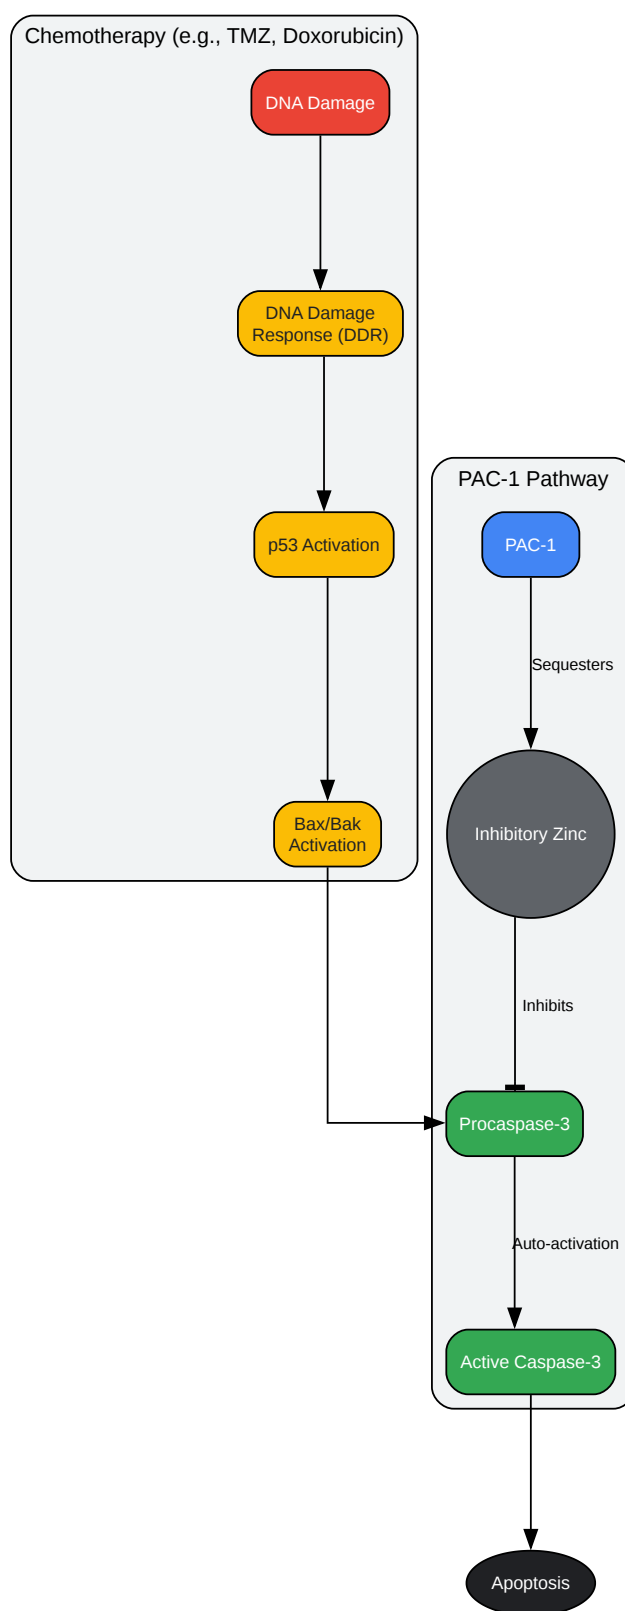 Chemotherapy (e.g., TMZ, Doxorubicin)
DNA Damage
DNA Damage
Response (DDR)
p53 Activation
Bax/Bak
Activation
PAC-1 Pathway
PAC-1
Sequesters
Inhibitory Zinc
Inhibits
Procaspase-3
Auto-activation
Active Caspase-3
Apoptosis